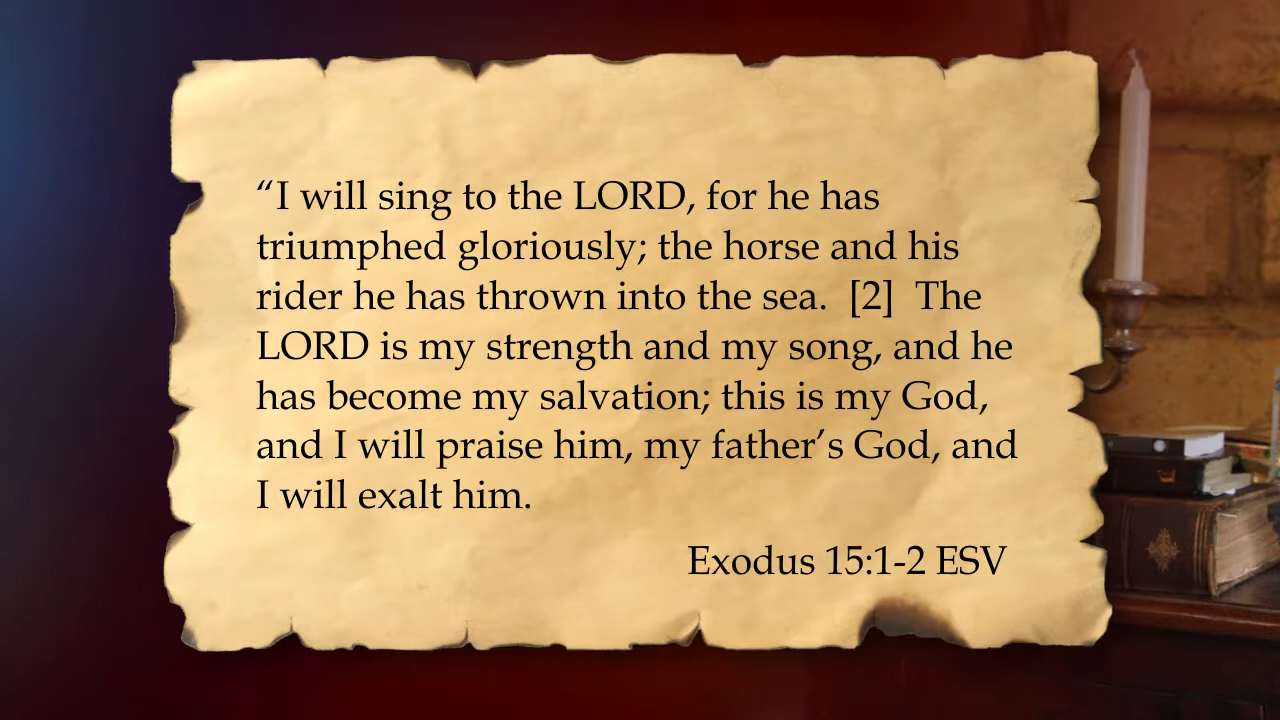 “I will sing to the LORD, for he has
triumphed gloriously; the horse and his
rider he has thrown into the sea.  [2]  The
LORD is my strength and my song, and he
has become my salvation; this is my God,
and I will praise him, my father’s God, and
I will exalt him.
Exodus 15:1-2 ESV